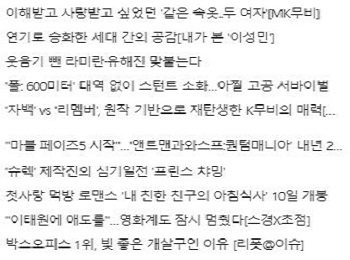 이해받고 사랑받고 싶었던 '같은 속옷..두 여자'[MK무비]
연기로 승화한 세대 간의 공감[내가 본 '이성민']
웃음기 뺀 라미란·유해진 맞붙는다
'폴: 600미터' 대역 없이 스턴트 소화…아찔 고공 서바이벌
'자백' vs '리멤버', 원작 기반으로 재탄생한 K무비의 매력[…
"마블 페이즈5 시작"…'앤트맨과와스프:퀀텀매니아' 내년 2…
'슈렉' 제작진의 심기일전 '프린스 챠밍'
첫사랑 먹방 로맨스 '내 친한 친구의 아침식사' 10일 개봉
"이태원에 애도를"…영화계도 잠시 멈췄다[스경X초점]
박스오피스 1위, 빛 좋은 개살구인 이유 [리폿@이슈]